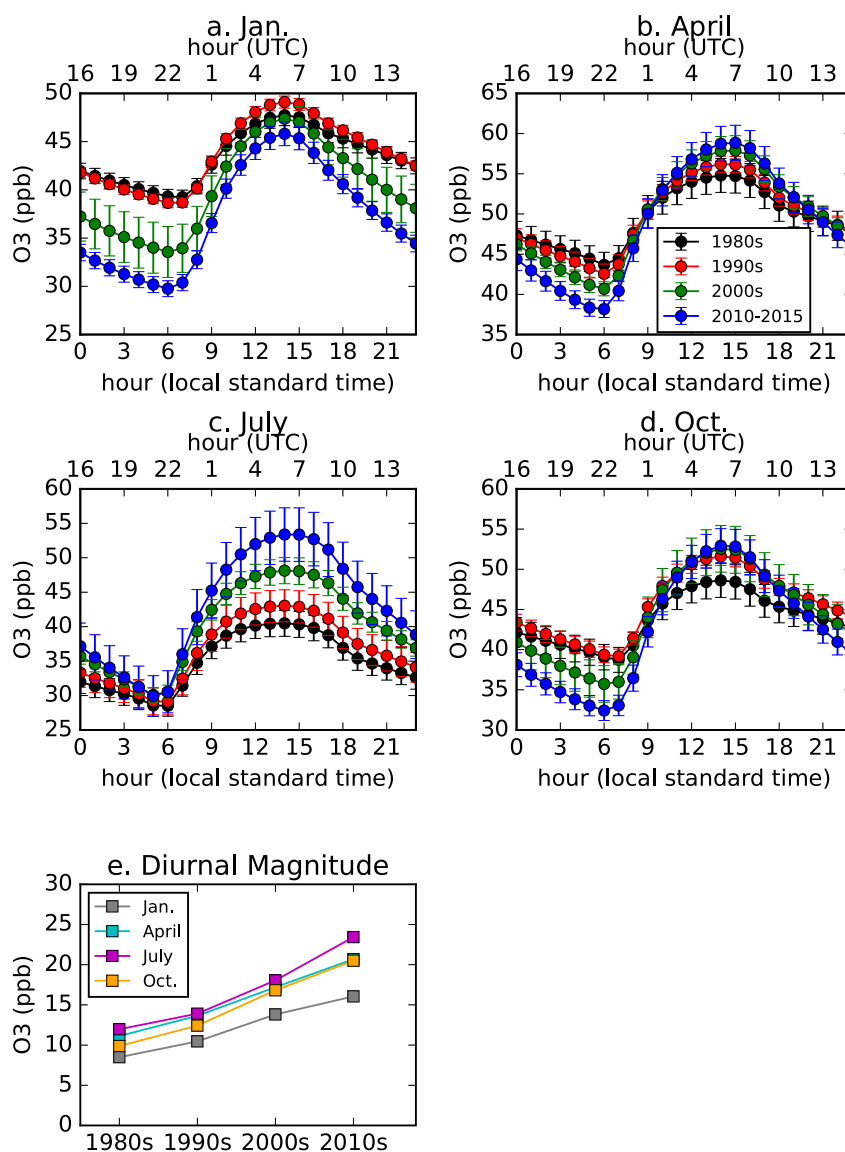 a. Jan.
hour (UTC)
16 19 22 1 4 7 10 13
50
45
40
35
30
25
O3 (ppb)
0 3 6 9 12 15 18 21
hour (local standard time)
b. April
hour (UTC)
16 19 22 1 4 7 10 13
65
60
55
50
45
40
35
O3 (ppb)
1980s
1990s
2000s
2010-2015
0 3 6 9 12 15 18 21
hour (local standard time)
c. July
hour (UTC)
16 19 22 1 4 7 10 13
60
55
50
45
40
35
30
25
O3 (ppb)
0 3 6 9 12 15 18 21
hour (local standard time)
d. Oct.
hour (UTC)
16 19 22 1 4 7 10 13
60
55
50
45
40
35
30
O3 (ppb)
0 3 6 9 12 15 18 21
hour (local standard time)
e. Diurnal Magnitude
30
25
20
15
10
5
0
O3 (ppb)
Jan.
April
July
Oct.
1980s 1990s 2000s 2010s